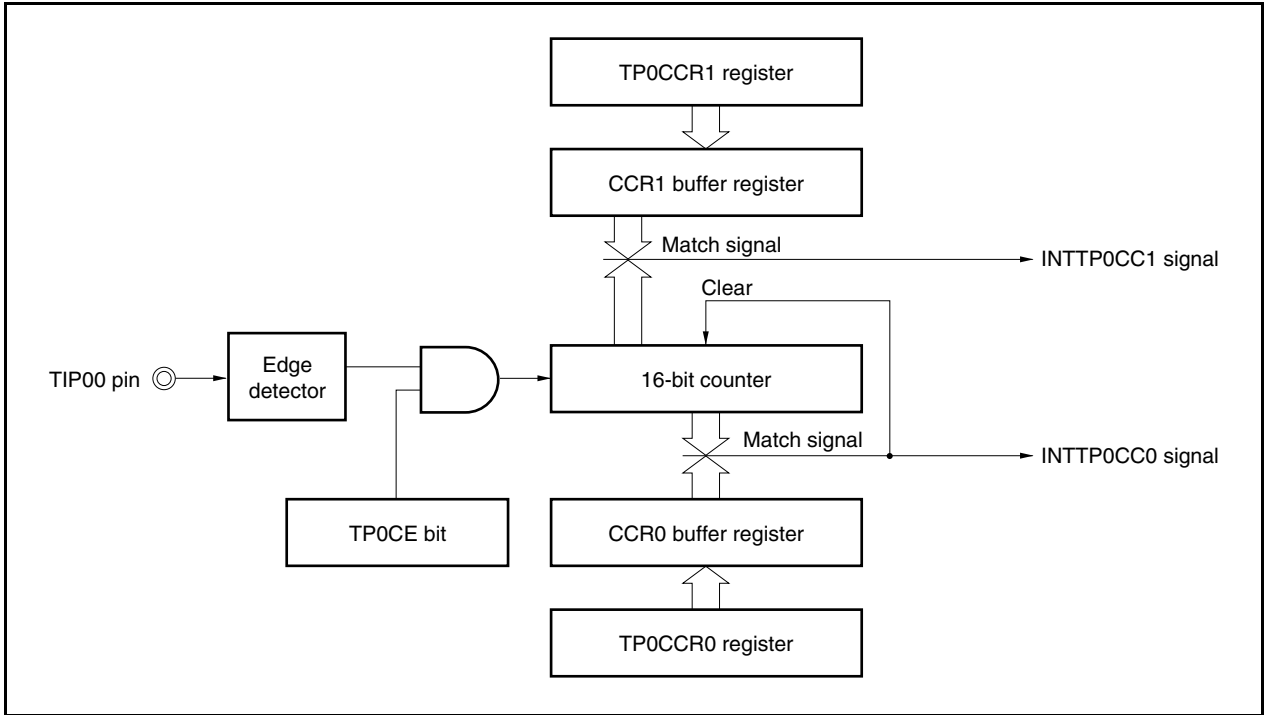 TP0CCR1 register
CCR1 buffer register
Match signal
INTTP0CC1 signal
Clear
TIP00 pin
Edge
detector
16-bit counter
Match signal
INTTP0CC0 signal
TP0CE bit
CCR0 buffer register
TP0CCR0 register